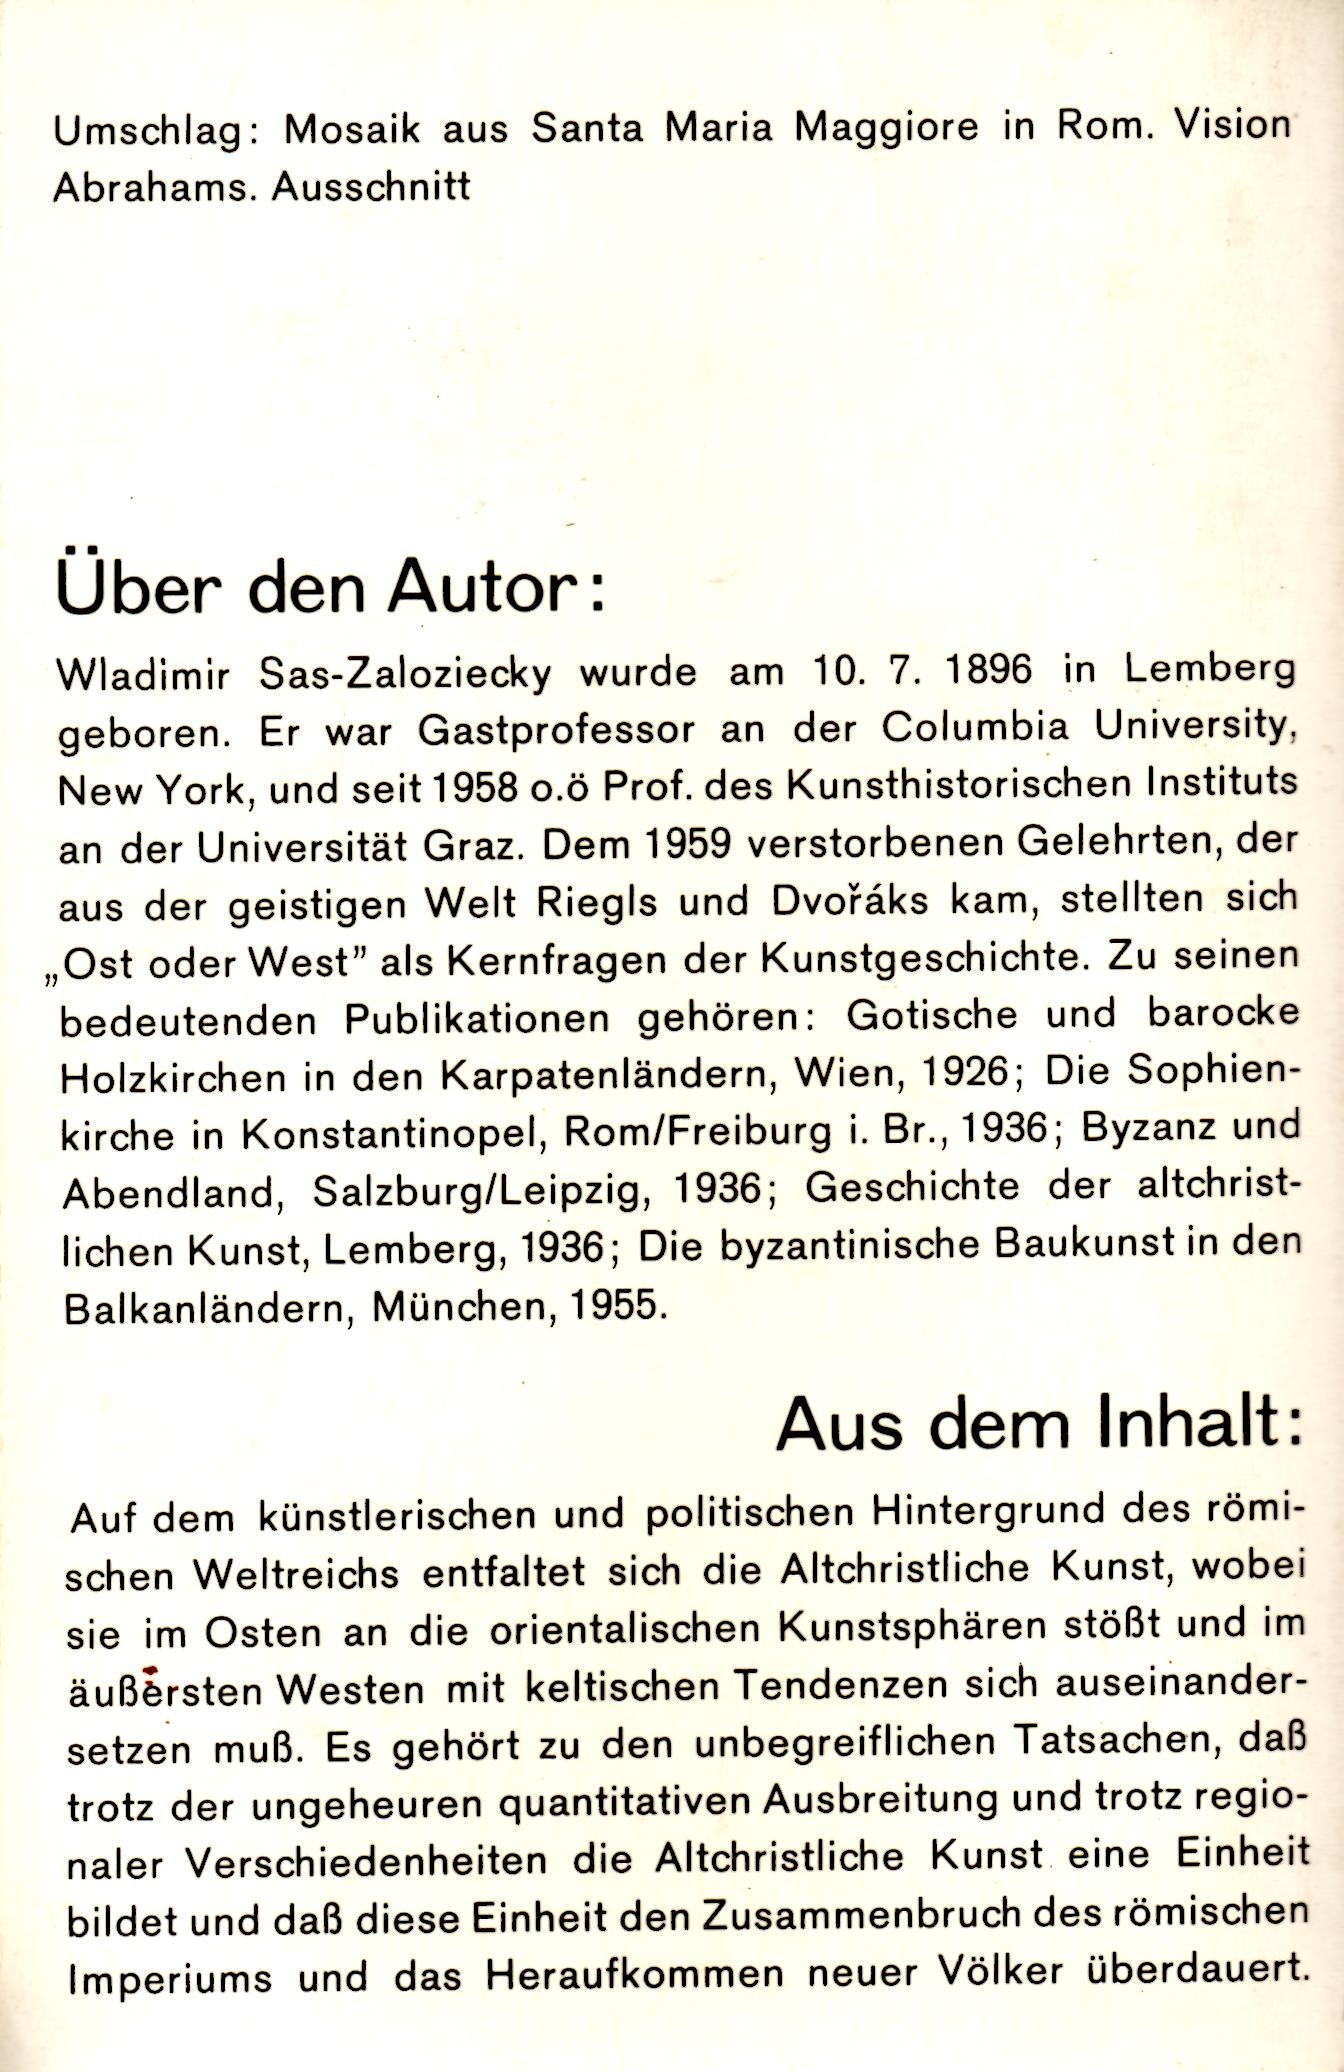 Umschlag: Mosaik aus Santa Maria Maggiore in Rom. Vision
Abrahams. Ausschnitt
Über den Autor:
Wladimir Sas-Zaloziecky wurde am 10. 7. 1896 in Lemberg
geboren. Er war Gastprofessor an der Columbia University,
New York, und seit 1958 o.ö Prof. des Kunsthistorischen Instituts
an der Universität Graz. Dem 1959 verstorbenen Gelehrten, der
aus der geistigen Welt Riegls und Dvořáks kam, stellten sich
„Ost oder West” als Kernfragen der Kunstgeschichte. Zu seinen
bedeutenden Publikationen gehören: Gotische und barocke
Holzkirchen in den Karpatenländern, Wien, 1926; Die Sophien-
kirche in Konstantinopel, Rom/Freiburg i. Br., 1936; Byzanz und
Abendland, Salzburg/Leipzig, 1936; Geschichte der altchrist-
lichen Kunst, Lemberg, 1936; Die byzantinische Baukunst in den
Balkanländern, München, 1955.
Aus dem Inhalt:
Auf dem künstlerischen und politischen Hintergrund des römi-
schen Weltreichs entfaltet sich die Altchristliche Kunst, wobei
sie im Osten an die orientalischen Kunstsphären stößt und im
äußersten Westen mit keltischen Tendenzen sich auseinander-
setzen muß. Es gehört zu den unbegreiflichen Tatsachen, daß
trotz der ungeheuren quantitativen Ausbreitung und trotz regio-
naler Verschiedenheiten die Altchristliche Kunst eine Einheit
bildet und daß diese Einheit den Zusammenbruch des römischen
Imperiums und das Heraufkommen neuer Völker überdauert.